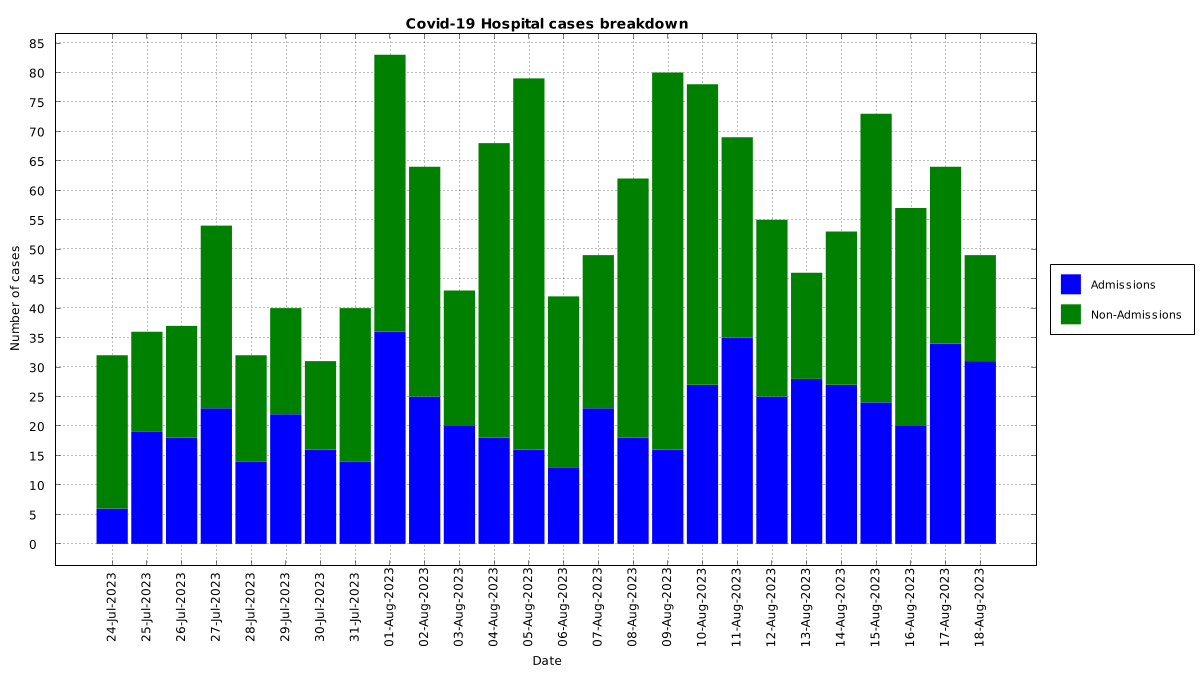 Covid-19 Hospital cases breakdown
85
80
75
70
65
60
55
50
45
40
35
30
25
20
15
10
5
0
Number of cases
24-Jul-2023
25-Jul-2023
26-Jul-2023
27-Jul-2023
28-Jul-2023
29-Jul-2023
30-Jul-2023
31-Jul-2023
01-Aug-2023
02-Aug-2023
03-Aug-2023
04-Aug-2023
05-Aug-2023
06-Aug-2023
07-Aug-2023
08-Aug-2023
09-Aug-2023
10-Aug-2023
11-Aug-2023
12-Aug-2023
13-Aug-2023
14-Aug-2023
15-Aug-2023
16-Aug-2023
17-Aug-2023
18-Aug-2023
Date
Admissions
Non-Admissions